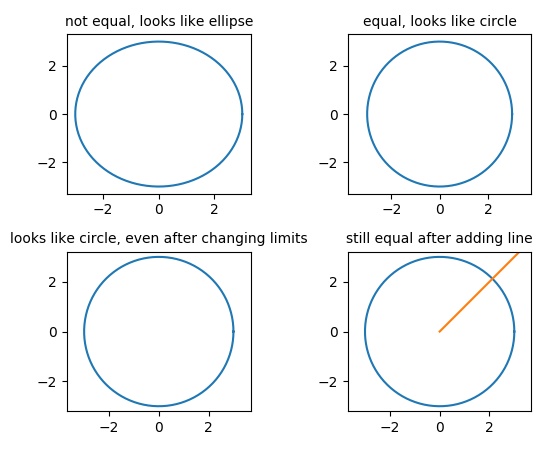 not equal, looks like ellipse
2
0
−2
−2 0 2
equal, looks like circle
2
0
−2
−2 0 2
looks like circle, even after changing limits
2
0
−2
−2 0 2
still equal after adding line
2
0
−2
−2 0 2